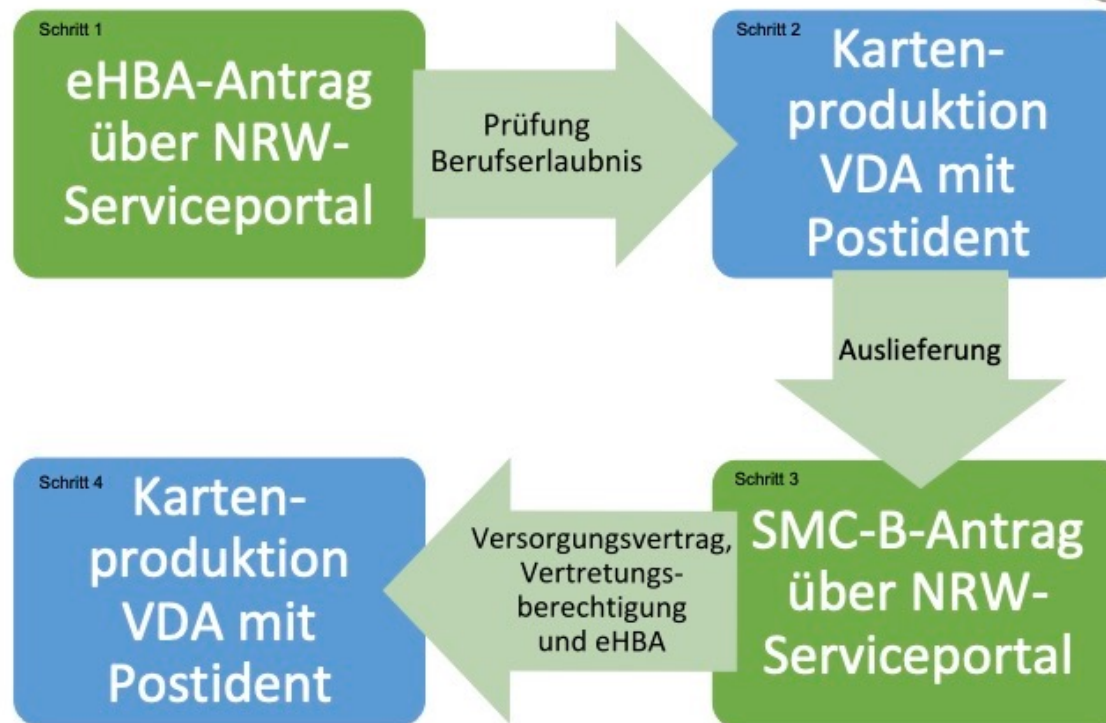 Schritt 1
eHBA-Antrag
über NRW-
Serviceportal
Prüfung
Berufserlaubnis
Schritt 2
Karten-
produktion
VDA mit
Postident
Auslieferung
Schritt 3
SMC-B-Antrag
über NRW-
Serviceportal
Versorgungsvertrag,
Vertretungs-
berechtigung
und eHBA
Schritt 4
Karten-
produktion
VDA mit
Postident